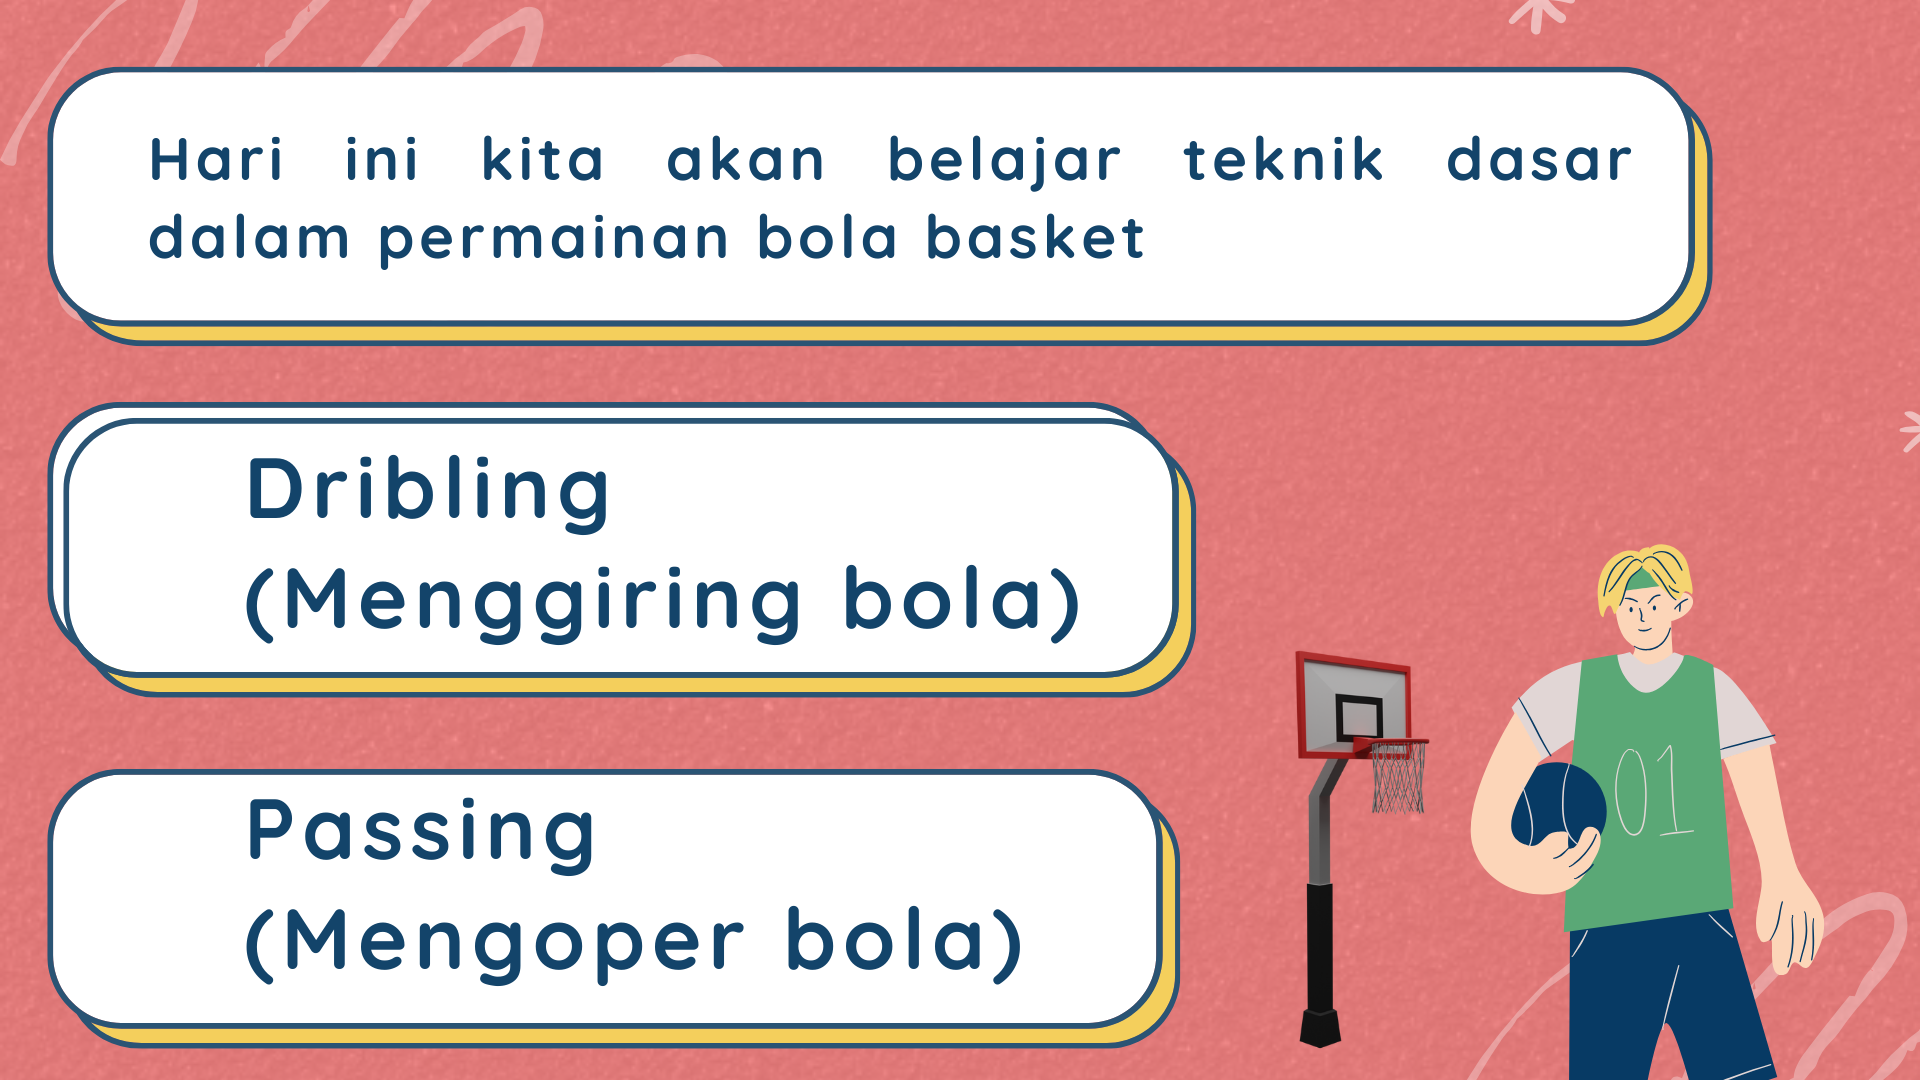 Hari ini kita akan belajar teknik dasar
dalam permainan bola basket
Dribling
(Menggiring bola)
Passing
(Mengoper bola)
01